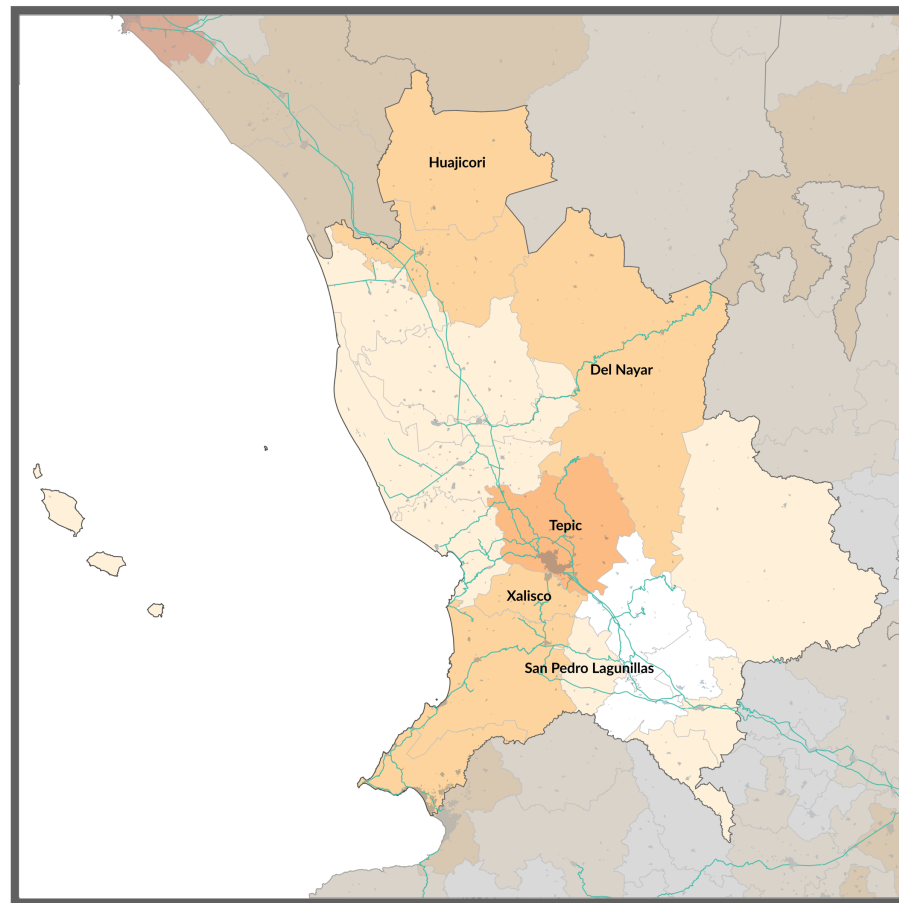 Huajicori
Del Nayar
Tepic
Xalisco
San Pedro Lagunillas